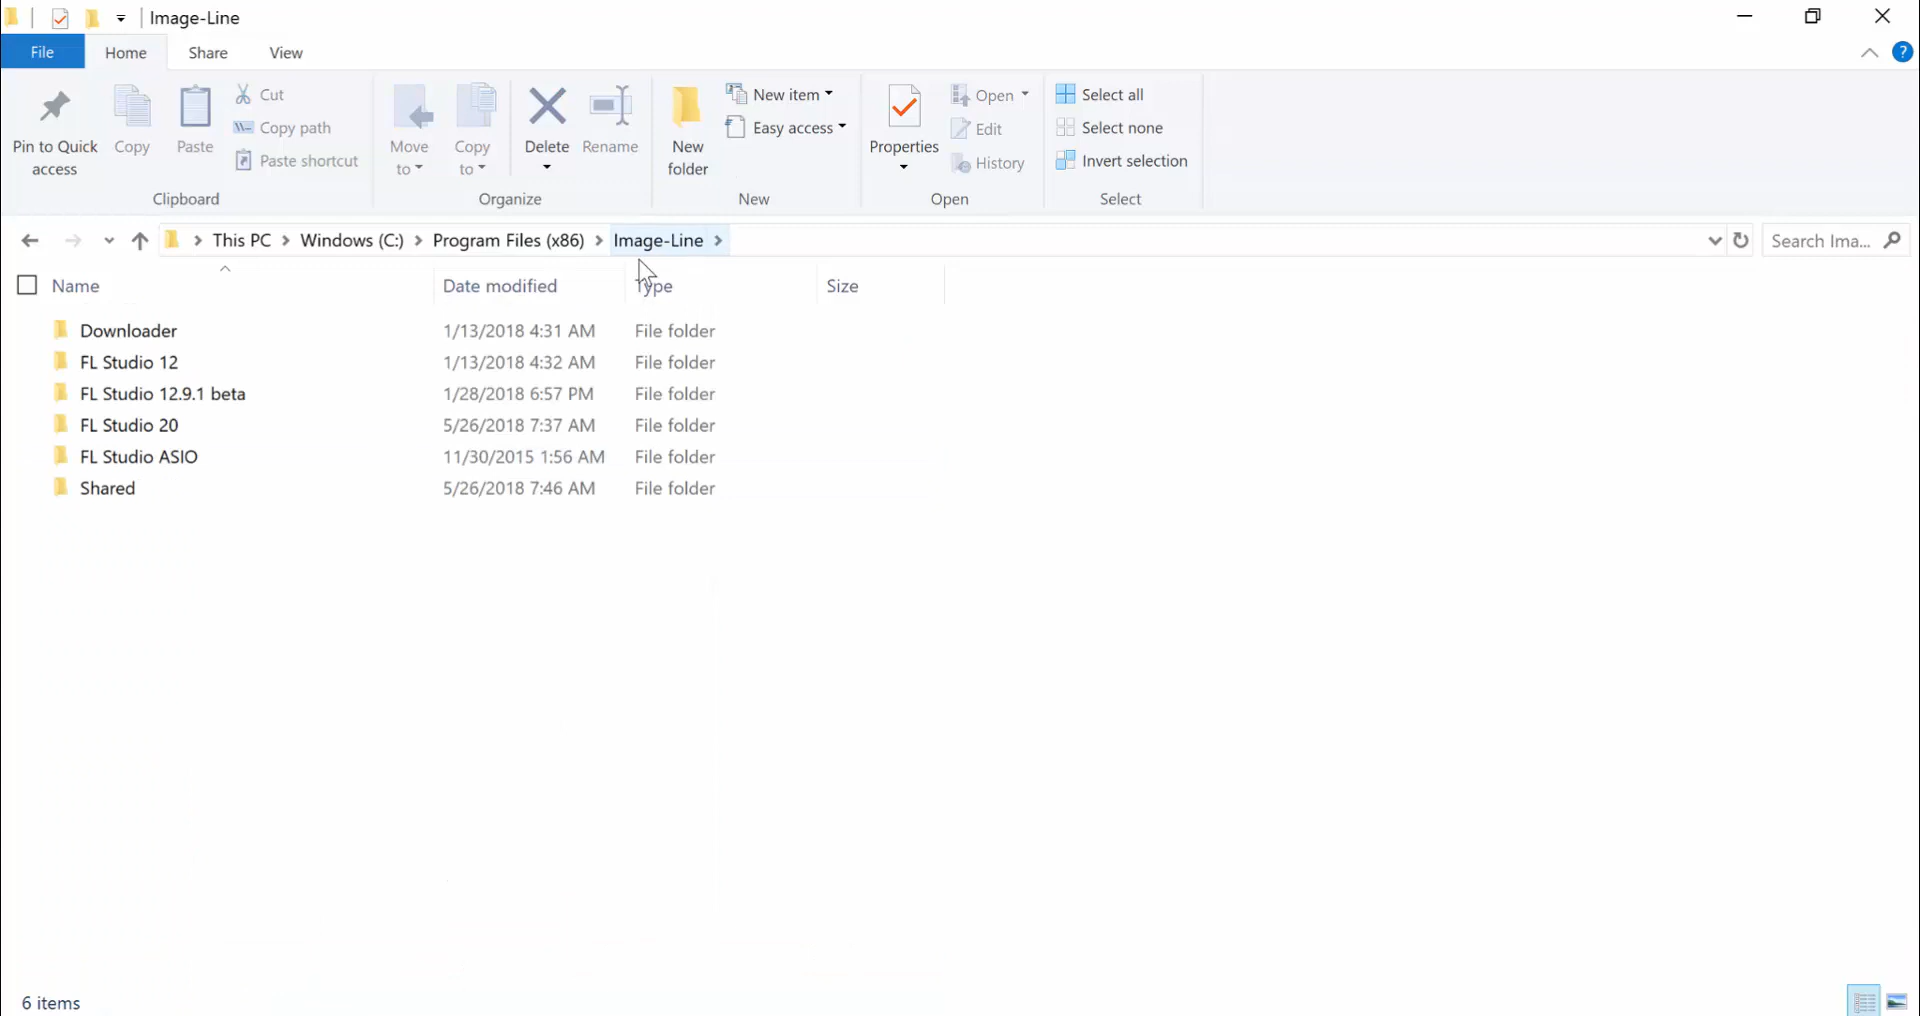 Image-Line
File Home Share View
Pin to Quick access
Copy
Paste
Cut
Copy path
Paste shortcut
Clipboard
Move to
Copy to
Delete
Rename
Organize
New folder
New item
Easy access
New
Properties
Open
Edit
History
Open
Select all
Select none
Invert selection
Select
This PC Windows (C:) Program Files (x86) Image-Line
Search Ima...
Name Date modified Type Size
Downloader 1/13/2018 4:31 AM File folder
FL Studio 12 1/13/2018 4:32 AM File folder
FL Studio 12.9.1 beta 1/28/2018 6:57 PM File folder
FL Studio 20 5/26/2018 7:37 AM File folder
FL Studio ASIO 11/30/2015 1:56 AM File folder
Shared 5/26/2018 7:46 AM File folder
6 items